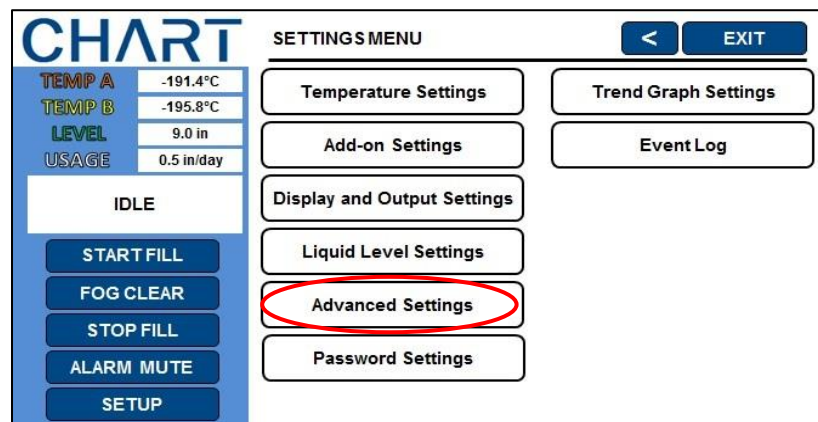 CHART
TEMP A -191.4°C
TEMP B -195.8°C
LEVEL 9.0 in
USAGE 0.5 in/day
IDLE
START FILL
FOG CLEAR
STOP FILL
ALARM MUTE
SETUP
SETTINGS MENU
<
EXIT
Temperature Settings
Add-on Settings
Display and Output Settings
Liquid Level Settings
Advanced Settings
Password Settings
Trend Graph Settings
Event Log